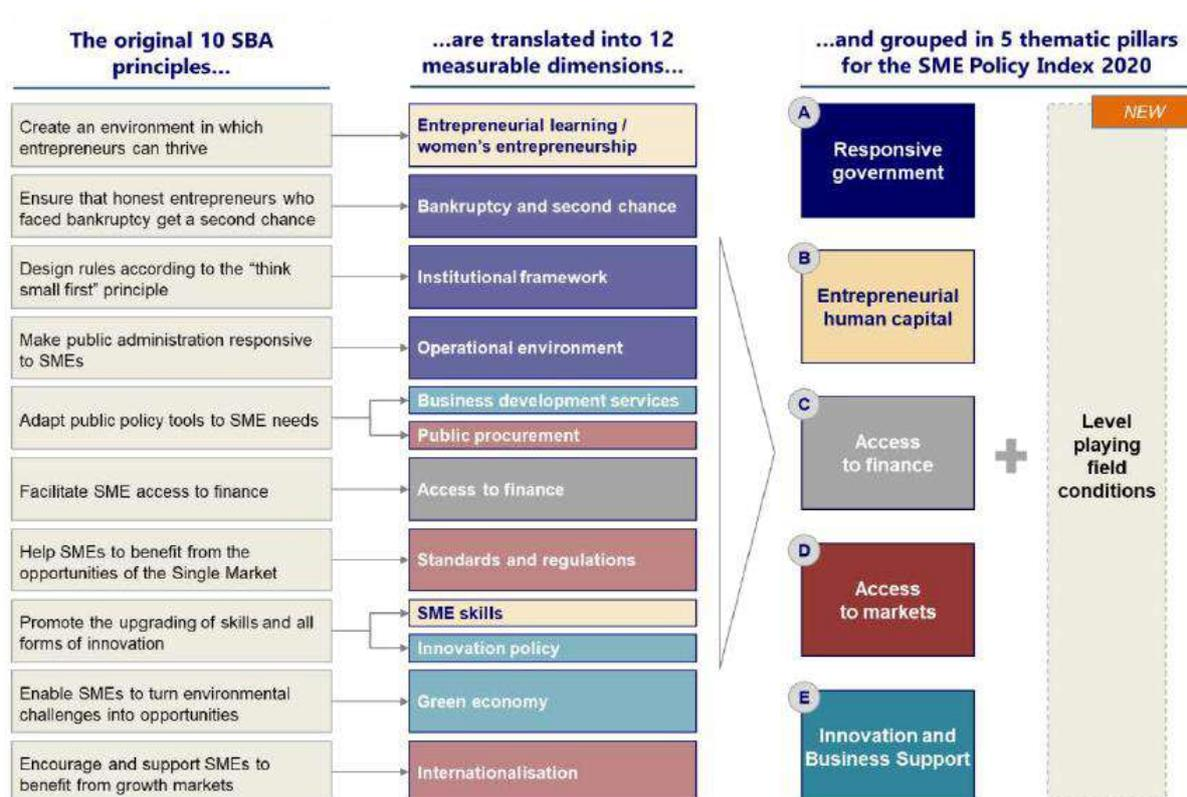 The original 10 SBA
principles...
Create an environment in which
entrepreneurs can thrive
Ensure that honest entrepreneurs who
faced bankruptcy get a second chance
Design rules according to the “think
small first” principle
Make public administration responsive
to SMEs
Adapt public policy tools to SME needs
Facilitate SME access to finance
Help SMEs to benefit from the
opportunities of the Single Market
Promote the upgrading of skills and all
forms of innovation
Enable SMEs to turn environmental
challenges into opportunities
Encourage and support SMEs to
benefit from growth markets
...are translated into 12
measurable dimensions...
Entrepreneurial learning /
women’s entrepreneurship
Bankruptcy and second chance
Institutional framework
Operational environment
Business development services
Public procurement
Access to finance
Standards and regulations
SME skills
Innovation policy
Green economy
Internationalisation
...and grouped in 5 thematic pillars
for the SME Policy Index 2020
A
Responsive
government
B
Entrepreneurial
human capital
C
Access
to finance
D
Access
to markets
E
Innovation and
Business Support
NEW
Level
playing
field
conditions